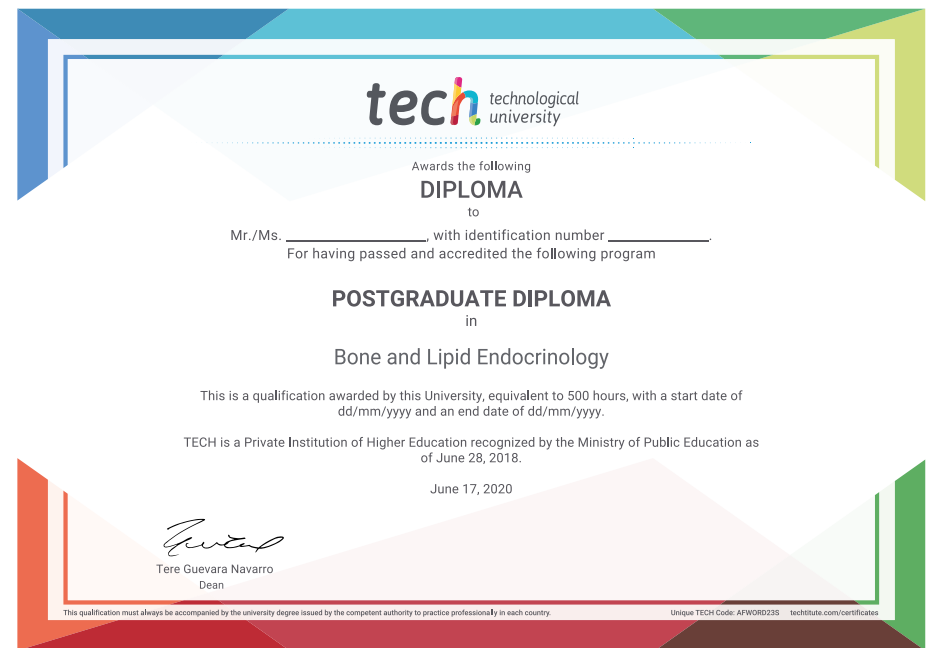 tech technological
university
Awards the following
DIPLOMA
to
Mr./Ms. ____________________, with identification number ______________.
For having passed and accredited the following program
POSTGRADUATE DIPLOMA
in
Bone and Lipid Endocrinology
This is a qualification awarded by this University, equivalent to 500 hours, with a start date of
dd/mm/yyyy and an end date of dd/mm/yyyy.
TECH is a Private Institution of Higher Education recognized by the Ministry of Public Education as
of June 28, 2018.
June 17, 2020
Tere Guevara Navarro
Dean
This qualification must always be accompanied by the university degree issued by the competent authority to practice professionally in each country.
Unique TECH Code: AFWORD23S techtitute.com/certificates